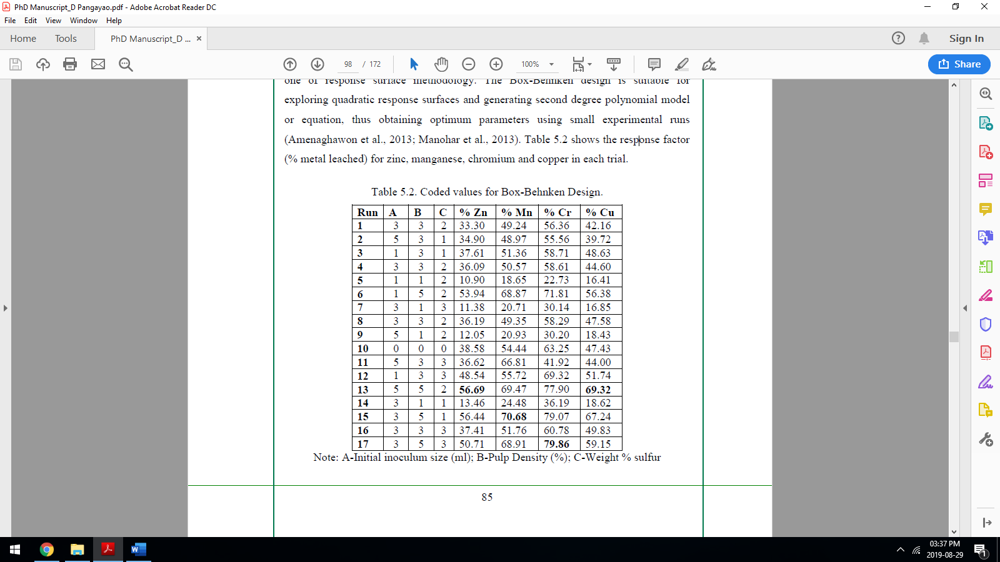 PhD Manuscript_D Pangayao.pdf - Adobe Acrobat Reader DC
File Edit View Window Help
Home Tools PhD Manuscript_D ... ×
? Sign In
98 / 172 100% Share
one of response surface methodology. The Box-Behnken design is suitable for
exploring quadratic response surfaces and generating second degree polynomial model
or equation, thus obtaining optimum parameters using small experimental runs
(Amenaghawon et al., 2013; Manohar et al., 2013). Table 5.2 shows the response factor
(% metal leached) for zinc, manganese, chromium and copper in each trial.
Table 5.2. Coded values for Box-Behnken Design.
Run A B C % Zn % Mn % Cr % Cu
1 3 3 2 33.30 49.24 56.36 42.16
2 5 3 1 34.90 48.97 55.56 39.72
3 1 3 1 37.61 51.36 58.71 48.63
4 3 3 2 36.09 50.57 58.61 44.60
5 1 1 2 10.90 18.65 22.73 16.41
6 1 5 2 53.94 68.87 71.81 56.38
7 3 1 3 11.38 20.71 30.14 16.85
8 3 3 2 36.19 49.35 58.29 47.58
9 5 1 2 12.05 20.93 30.20 18.43
10 0 0 0 38.58 54.44 63.25 47.43
11 5 3 3 36.62 66.81 41.92 44.00
12 1 3 3 48.54 55.72 69.32 51.74
13 5 5 2 56.69 69.47 77.90 69.32
14 3 1 1 13.46 24.48 36.19 18.62
15 3 5 1 56.44 70.68 79.07 67.24
16 3 3 3 37.41 51.76 60.78 49.83
17 3 5 3 50.71 68.91 79.86 59.15
Note: A-Initial inoculum size (ml); B-Pulp Density (%); C-Weight % sulfur
85
03:37 PM
2019-08-29
1